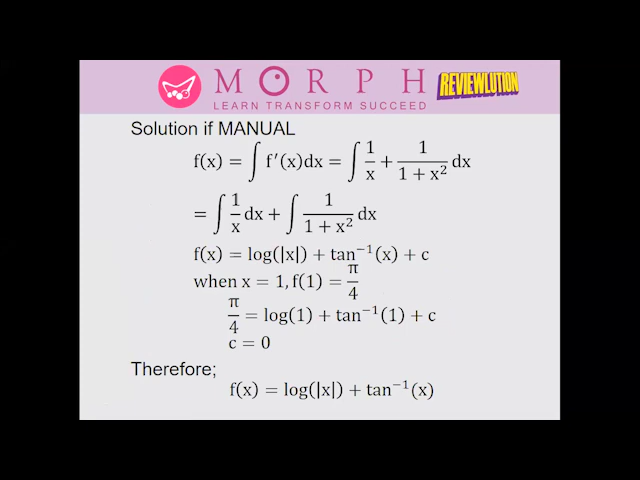 MORPH
REVIEWLUTION
LEARN TRANSFORM SUCCEED
Solution if MANUAL
f(x) = ∫ f′(x)dx = ∫ 1/x + 1/(1 + x²) dx
= ∫ 1/x dx + ∫ 1/(1 + x²) dx
f(x) = log(|x|) + tan⁻¹(x) + c
when x = 1, f(1) = π/4
π/4 = log(1) + tan⁻¹(1) + c
c = 0
Therefore;
f(x) = log(|x|) + tan⁻¹(x)